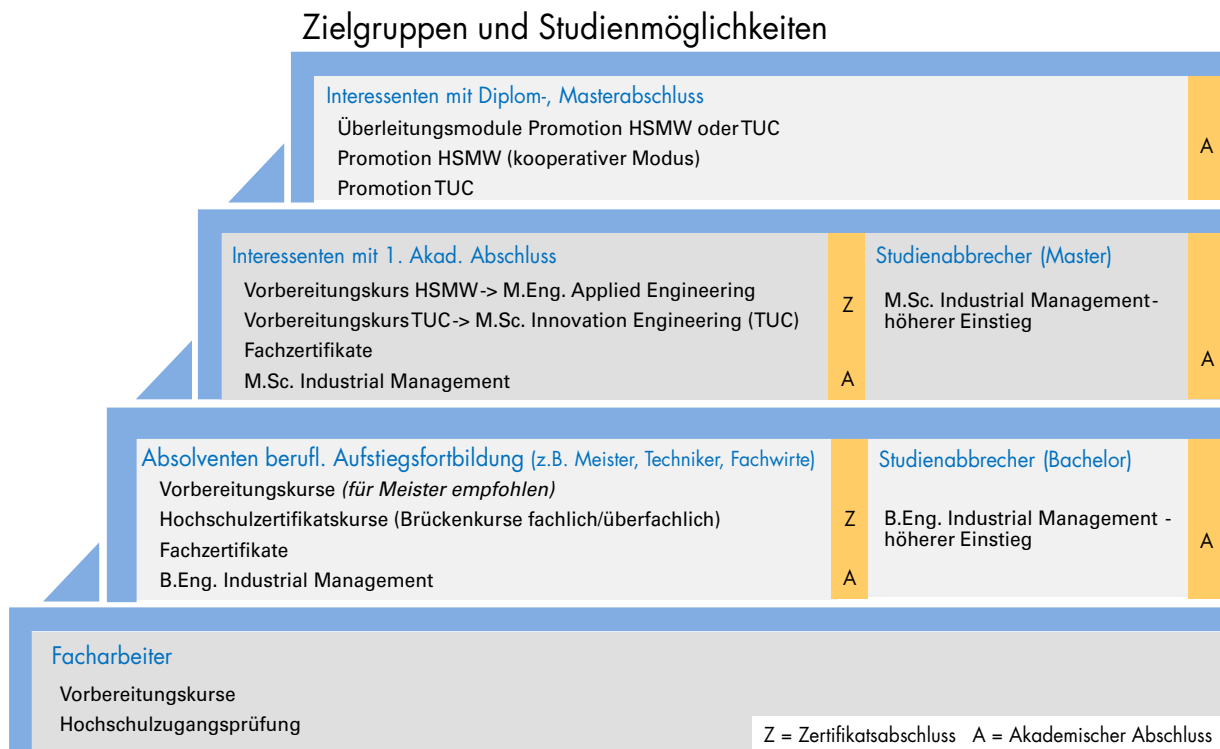 Zielgruppen und Studienmöglichkeiten
Interessenten mit Diplom-, Masterabschluss
Überleitungsmodule Promotion HSMW oder TUC
Promotion HSMW (kooperativer Modus)
Promotion TUC
A
Interessenten mit 1. Akad. Abschluss
Vorbereitungskurs HSMW-> M.Eng. Applied Engineering
Vorbereitungskurs TUC-> M.Sc. Innovation Engineering (TUC)
Fachzertifikate
M.Sc. Industrial Management
Z
A
Studienabbrecher (Master)
M.Sc. Industrial Management-
höherer Einstieg
A
Absolventen berufl. Aufstiegsfortbildung (z.B. Meister, Techniker, Fachwirte)
Vorbereitungskurse (für Meister empfohlen)
Hochschulzertifikatskurse (Brückenkurse fachlich/überfachlich)
Fachzertifikate
B.Eng. Industrial Management
Z
A
Studienabbrecher (Bachelor)
B.Eng. Industrial Management -
höherer Einstieg
A
Facharbeiter
Vorbereitungskurse
Hochschulzugangsprüfung
Z = Zertifikatsabschluss A = Akademischer Abschluss